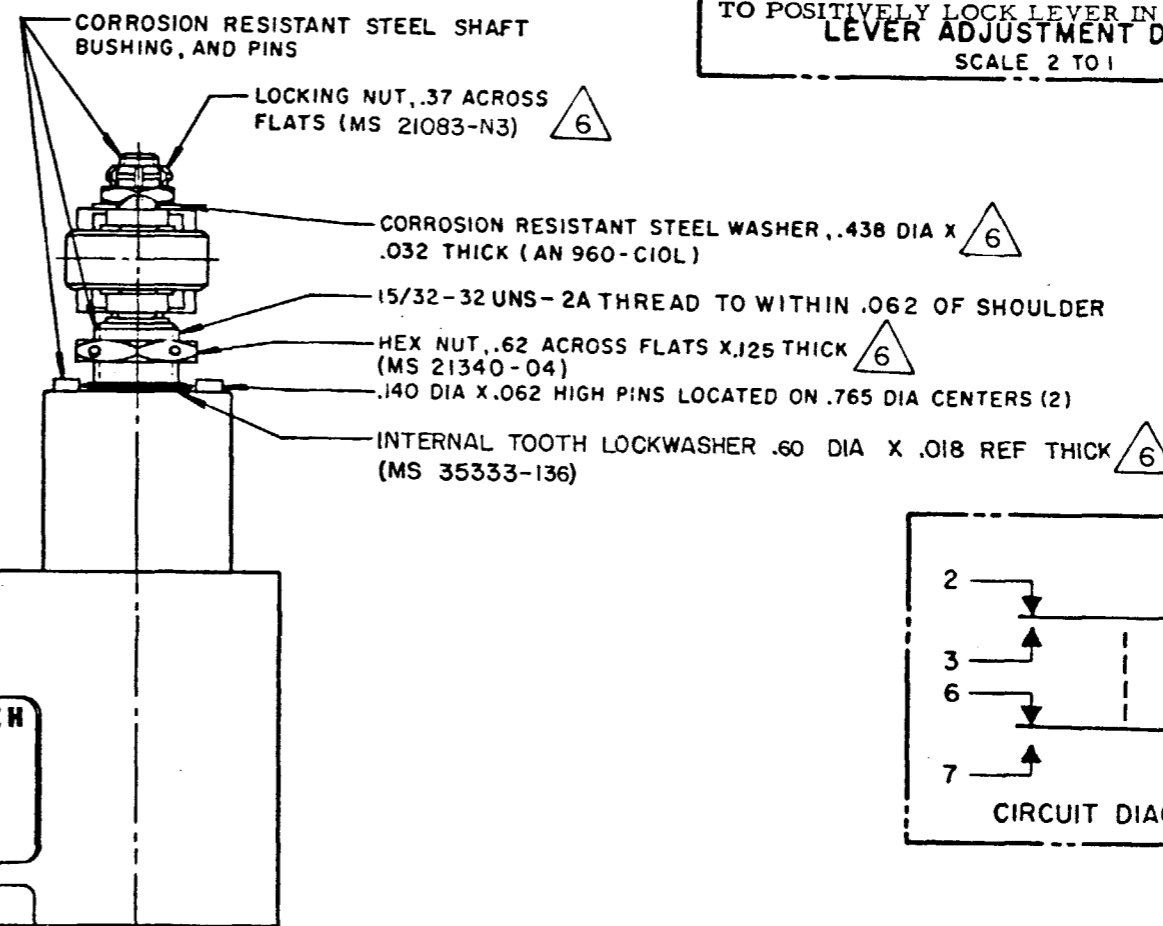 CORROSION RESISTANT STEEL SHAFT
BUSHING, AND PINS
TO POSITIVELY LOCK LEVER IN
LEVER ADJUSTMENT D
SCALE 2 TO 1
LOCKING NUT, .37 ACROSS
FLATS (MS 21083-N3) 6
CORROSION RESISTANT STEEL WASHER, .438 DIA X
.032 THICK (AN 960-C10L) 6
15/32-32 UNS-2A THREAD TO WITHIN .062 OF SHOULDER
HEX NUT, .62 ACROSS FLATS X .125 THICK
(MS 21340-04) 6
.140 DIA X .062 HIGH PINS LOCATED ON .765 DIA CENTERS (2)
INTERNAL TOOTH LOCKWASHER .60 DIA X .018 REF THICK
(MS 35333-136) 6
2
3
6
7
CIRCUIT DIA
H